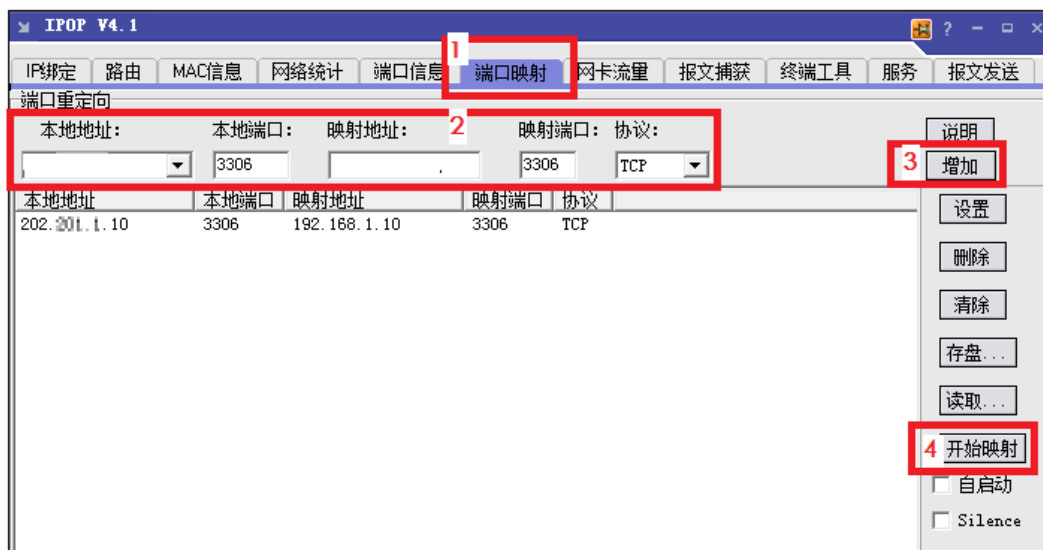 IPOP V4.1 ?
1
IP绑定 路由 MAC信息 网络统计 端口信息 端口映射 网卡流量 报文捕获 终端工具 服务 报文发送
端口重定向
本地地址: 本地端口: 映射地址: 2 映射端口: 协议: 说明
3306 . 3306 TCP 3 增加
本地地址 本地端口 映射地址 映射端口 协议
设置
202.201.1.10 3306 192.168.1.10 3306 TCP
删除
清除
存盘...
读取...
4 开始映射
自启动
Silence